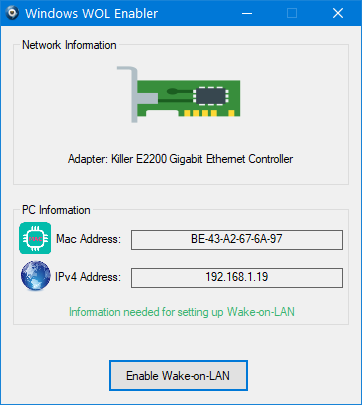 Windows WOL Enabler
Network Information
Adapter: Killer E2200 Gigabit Ethernet Controller
PC Information
Mac Address: BE-43-A2-67-6A-97
IPv4 Address: 192.168.1.19
Information needed for setting up Wake-on-LAN
Enable Wake-on-LAN